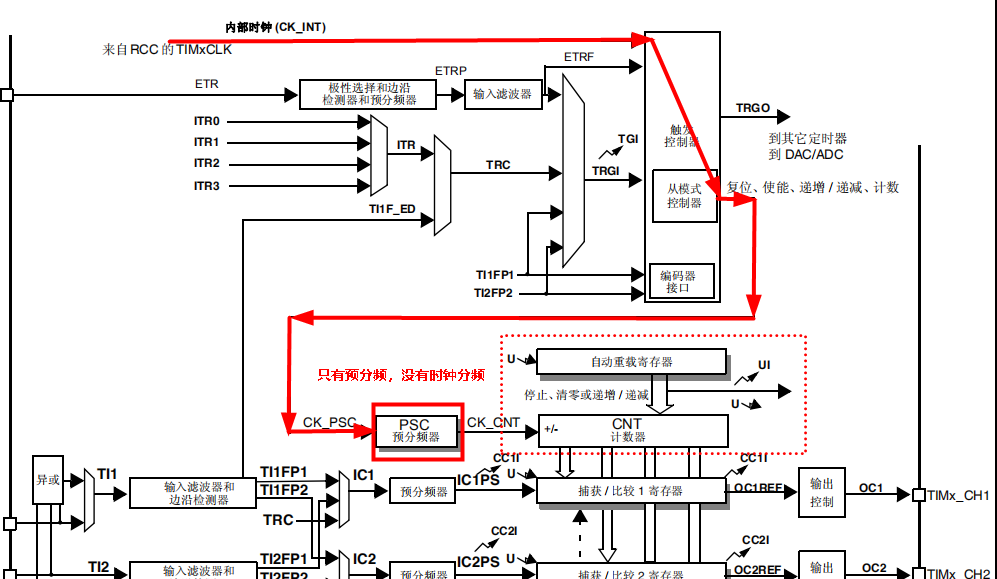 内部时钟 (CK_INT)
来自 RCC 的 TIMxCLK
ETRF
ETR
ETRP
极性选择和边沿
检测器和预分频器
输入滤波器
TRGO
到其它定时器
到 DAC/ADC
触发
控制器
TGI
ITR0
ITR1
ITR2
ITR3
ITR
TRC
TRGI
TI1F_ED
从模式
控制器
复位、使能、递增 / 递减、计数
TI1FP1
TI2FP2
编码器
接口
U
自动重载寄存器
UI
U
停止、清零或递增 / 递减
只有预分频，没有时钟分频
CK_PSC
PSC
预分频器
CK_CNT
+/-
CNT
计数器
异或
TI1
输入滤波器和
边沿检测器
TI1FP1
TI1FP2
TRC
IC1
预分频器
IC1PS
CC1I
U
捕获 / 比较 1 寄存器
CC1I
OC1REF
输出
控制
OC1
TIMx_CH1
TI2
输入滤波器和
TI2FP1
TI2FP2
IC2
预分频器
IC2PS
CC2I
U
捕获 / 比较 2 寄存器
CC2I
OC2REF
输出
OC2
TIMx_CH2